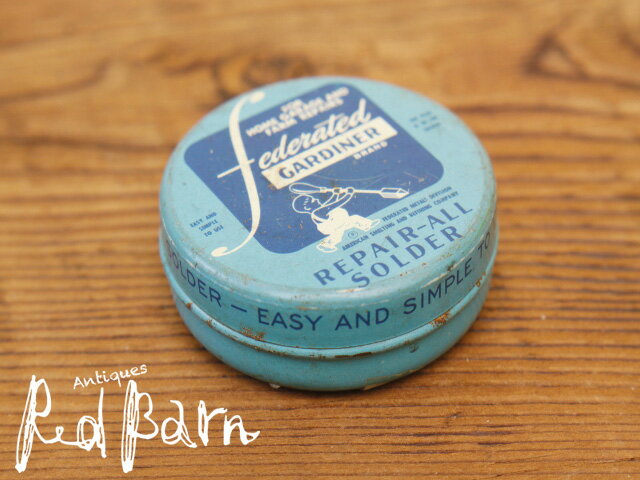 FOR
HOME, GARAGE AND
FARM REPAIRS
federated
GARDINER
BRAND
EASY AND
SIMPLE
TO USE
FEDERATED METALS DIVISION
AMERICAN SMELTING AND REFINING COMPANY
REPAIR-ALL
SOLDER
SOLDER — EASY AND SIMPLE TO
Antiques
Red Barn